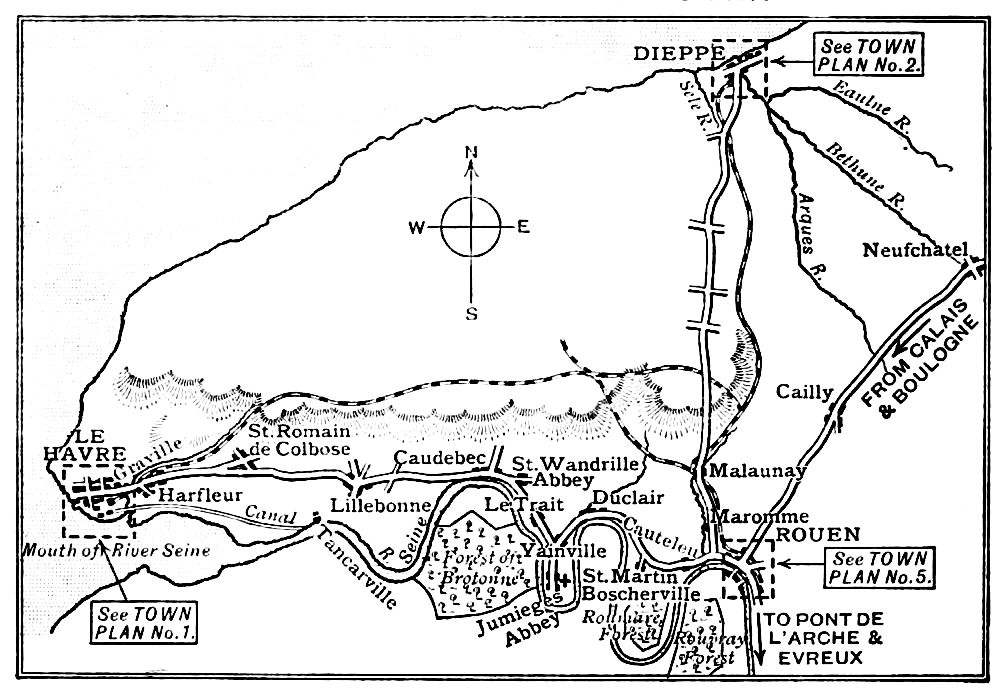 DIEPPE
See TOWN
PLAN No. 2.
Scie R.
Eaulne R.
Bethune R.
Arques R.
Neufchatel
N
W
E
S
FROM CALAIS
& BOULOGNE
Cailly
LE
HAVRE
Graville
St. Romain
de Colbose
Caudebec
St. Wandrille
Abbey
Malaunay
Harfleur
Lillebonne
Le Trait
Duclair
Canal
R. Seine
Maromme
Cauteleu
ROUEN
Mouth of River Seine
Tancarville
Forest of
Brotonne
Yainville
St. Martin
Boscherville
See TOWN
PLAN No. 5.
Jumieges
Abbey
Roumare
Forest
Rouvray
Forest
See TOWN
PLAN No. 1.
TO PONT DE
L'ARCHE &
EVREUX